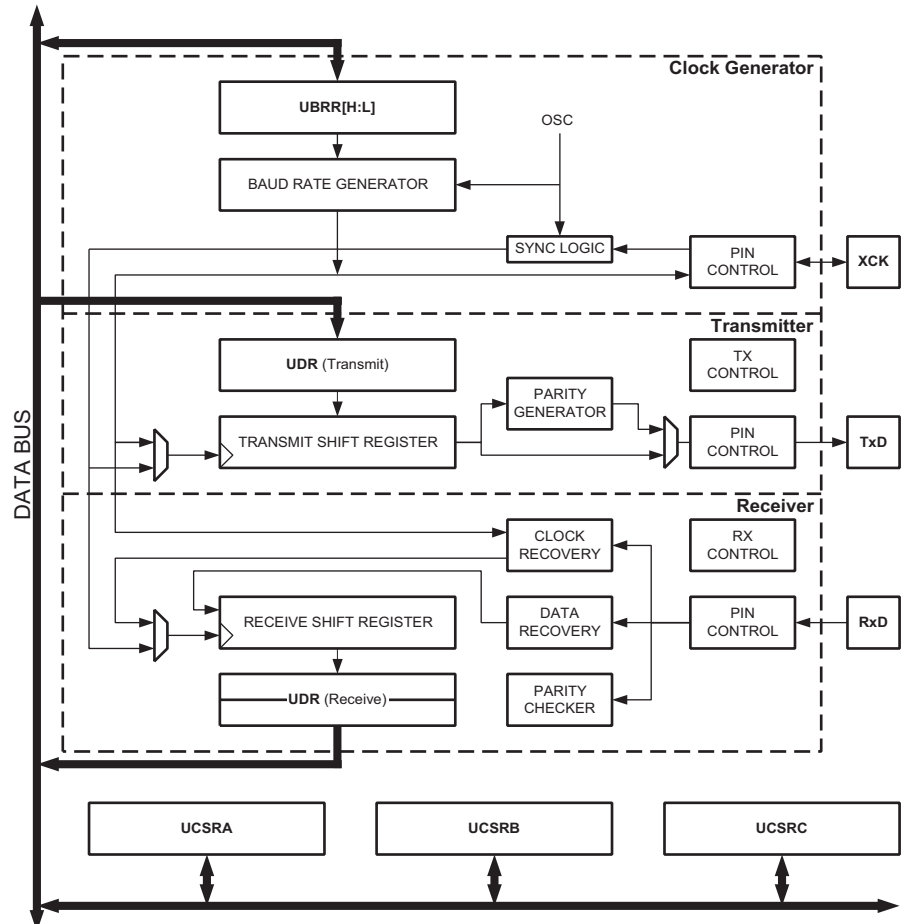 Clock Generator
UBRR[H:L]
OSC
BAUD RATE GENERATOR
SYNC LOGIC
PIN
CONTROL
XCK
Transmitter
UDR (Transmit)
TX
CONTROL
PARITY
GENERATOR
TRANSMIT SHIFT REGISTER
PIN
CONTROL
TxD
DATA BUS
Receiver
CLOCK
RECOVERY
RX
CONTROL
RECEIVE SHIFT REGISTER
DATA
RECOVERY
PIN
CONTROL
RxD
UDR (Receive)
PARITY
CHECKER
UCSRA
UCSRB
UCSRC